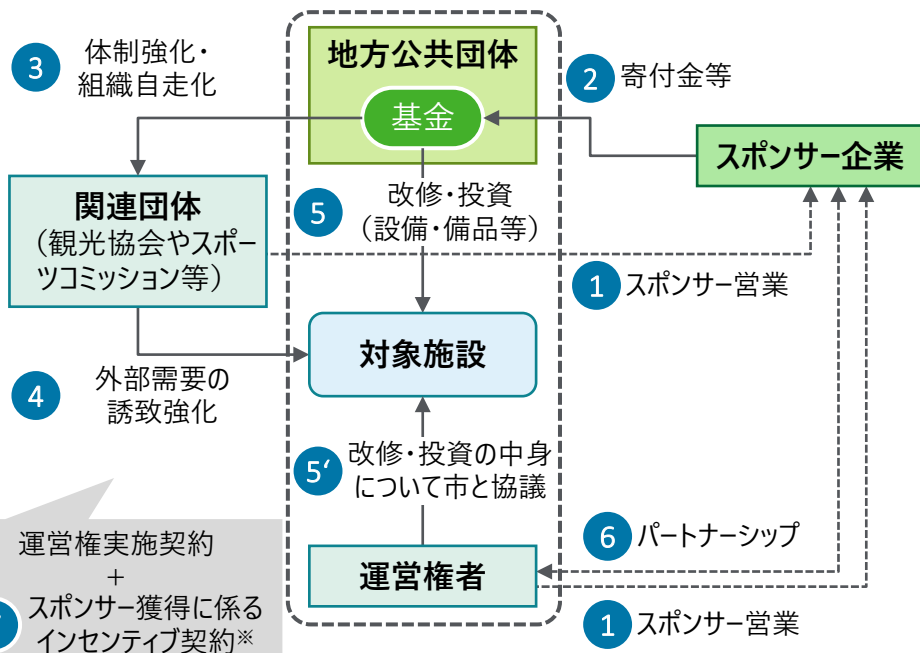 3
体制強化・
組織自走化
地方公共団体
基金
2
寄付金等
スポンサー企業
関連団体
（観光協会やスポー
ツコミッション等）
5
改修・投資
（設備・備品等）
1
スポンサー営業
対象施設
4
外部需要の
誘致強化
5‘
改修・投資の中身
について市と協議
運営権実施契約
+
スポンサー獲得に係る
インセンティブ契約※
運営権者
6
パートナーシップ
1
スポンサー営業